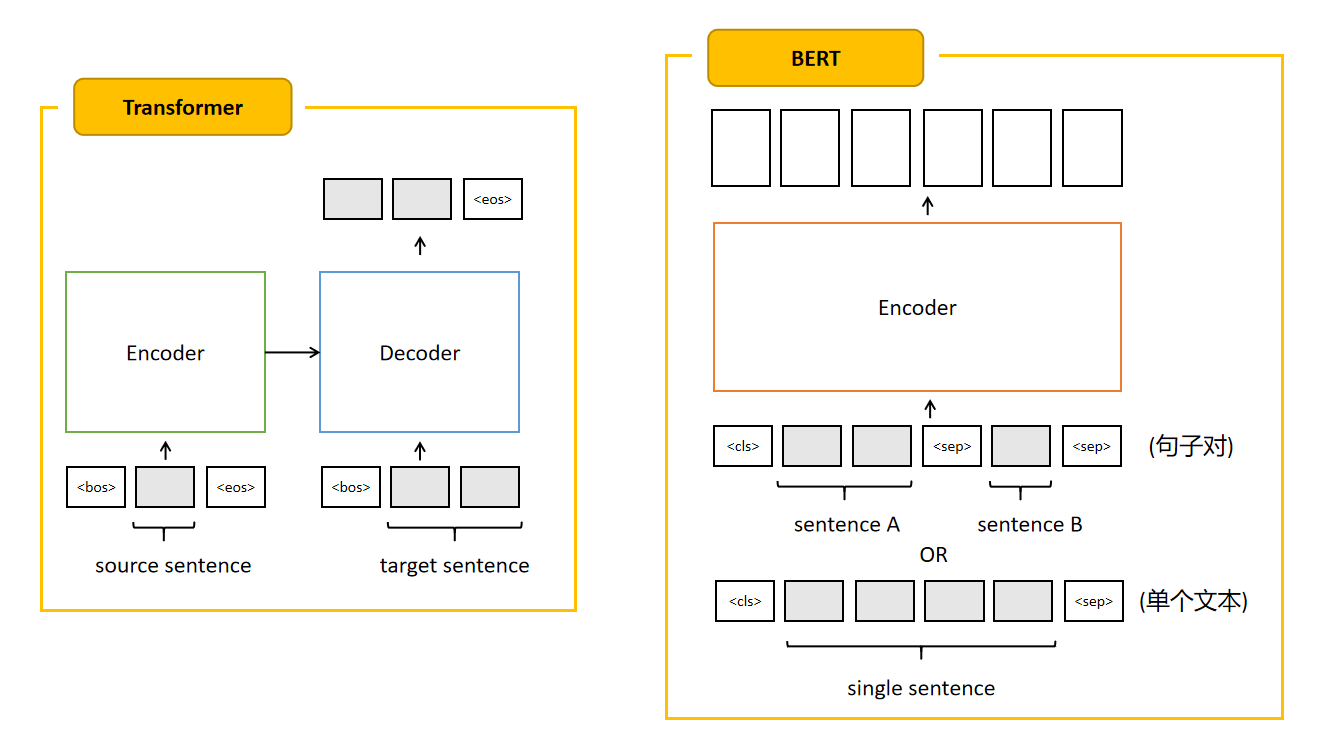 Transformer
<eos>
Encoder
Decoder
<bos>
<eos>
<bos>
source sentence
target sentence
BERT
Encoder
<cls>
<sep>
<sep>
(句子对)
sentence A
sentence B
OR
<cls>
<sep>
(单个文本)
single sentence